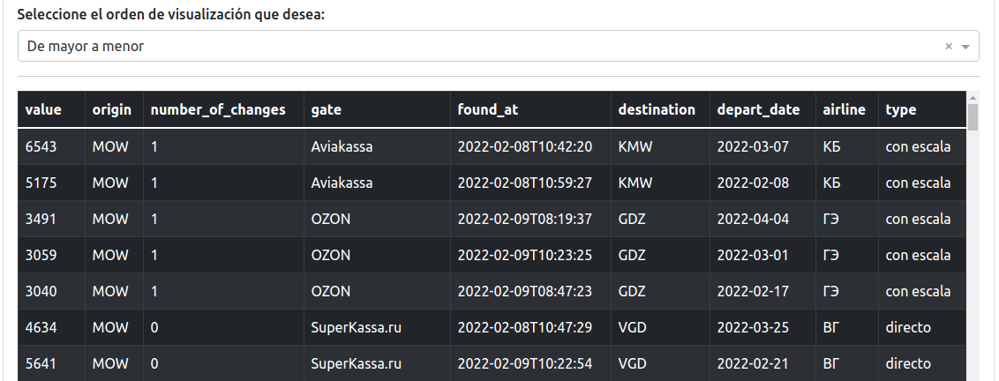 Seleccione el orden de visualización que desea:
De mayor a menor × 
value origin number_of_changes gate found_at destination depart_date airline type
6543 MOW 1 Aviakassa 2022-02-08T10:42:20 KMW 2022-03-07 КБ con escala
5175 MOW 1 Aviakassa 2022-02-08T10:59:27 KMW 2022-02-08 КБ con escala
3491 MOW 1 OZON 2022-02-09T08:19:37 GDZ 2022-04-04 ГЭ con escala
3059 MOW 1 OZON 2022-02-09T10:23:25 GDZ 2022-03-01 ГЭ con escala
3040 MOW 1 OZON 2022-02-09T08:47:23 GDZ 2022-02-17 ГЭ con escala
4634 MOW 0 SuperKassa.ru 2022-02-08T10:47:29 VGD 2022-03-25 ВГ directo
5641 MOW 0 SuperKassa.ru 2022-02-09T10:22:54 VGD 2022-02-21 ВГ directo